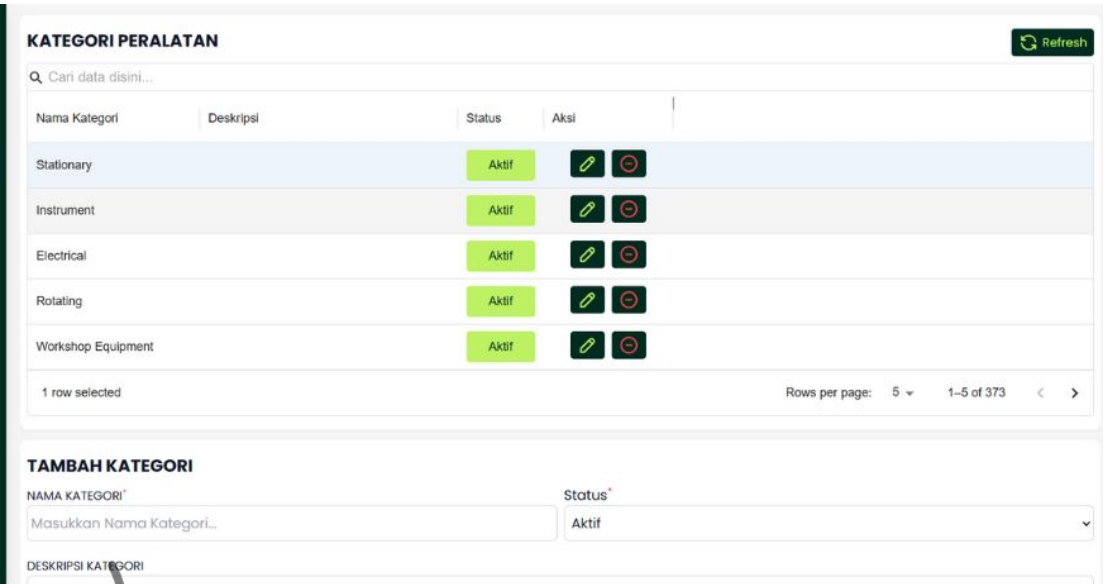 KATEGORI PERALATAN
Refresh
Cari data disini...
Nama Kategori Deskripsi Status Aksi
Stationary Aktif
Instrument Aktif
Electrical Aktif
Rotating Aktif
Workshop Equipment Aktif
1 row selected Rows per page: 5 1–5 of 373
TAMBAH KATEGORI
NAMA KATEGORI* Status*
Masukkan Nama Kategori... Aktif
DESKRIPSI KATEGORI